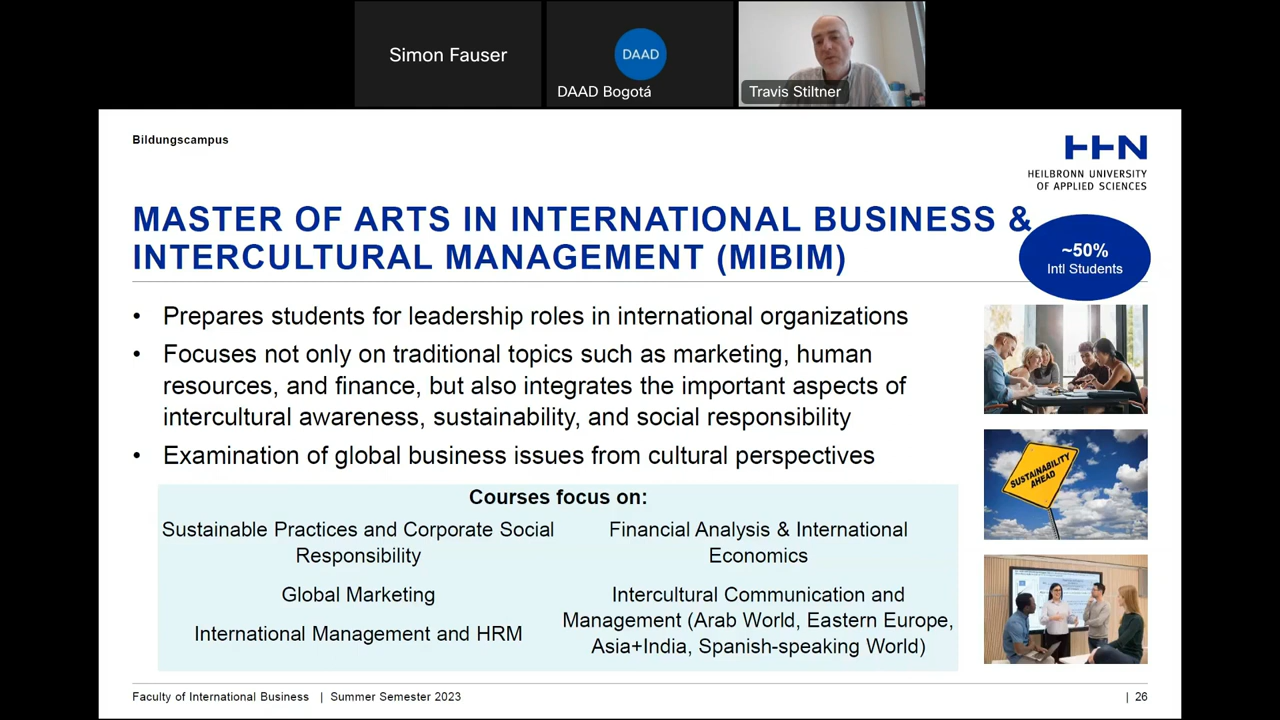 Simon Fauser
DAAD
DAAD Bogotá
Travis Stiltner
Bildungscampus
HHN
HEILBRONN UNIVERSITY
OF APPLIED SCIENCES
MASTER OF ARTS IN INTERNATIONAL BUSINESS &
INTERCULTURAL MANAGEMENT (MIBIM)
~50%
Intl Students
• Prepares students for leadership roles in international organizations
• Focuses not only on traditional topics such as marketing, human
resources, and finance, but also integrates the important aspects of
intercultural awareness, sustainability, and social responsibility
• Examination of global business issues from cultural perspectives
SUSTAINABILITY
AHEAD
Courses focus on:
Sustainable Practices and Corporate Social
Responsibility
Global Marketing
International Management and HRM
Financial Analysis & International
Economics
Intercultural Communication and
Management (Arab World, Eastern Europe,
Asia+India, Spanish-speaking World)
Faculty of International Business | Summer Semester 2023
| 26